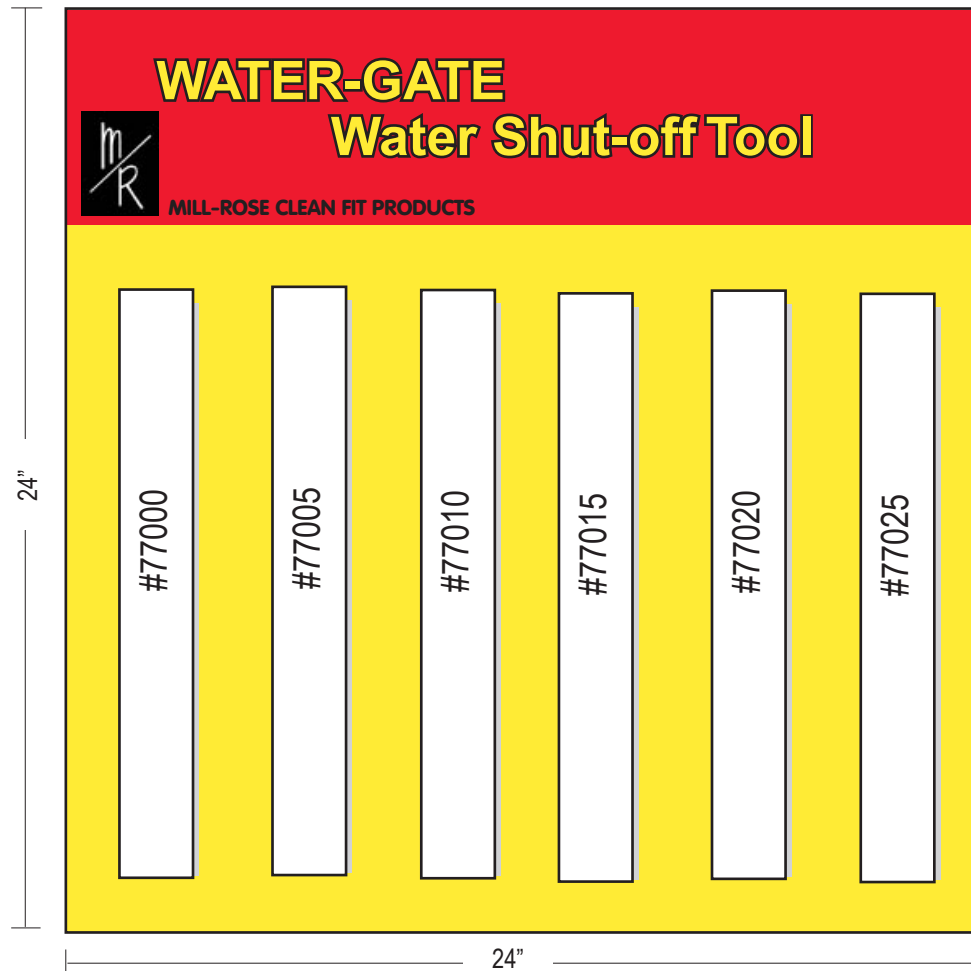 WATER-GATE
Water Shut-off Tool
m/R
MILL-ROSE CLEAN FIT PRODUCTS
24”
#77000
#77005
#77010
#77015
#77020
#77025
24”